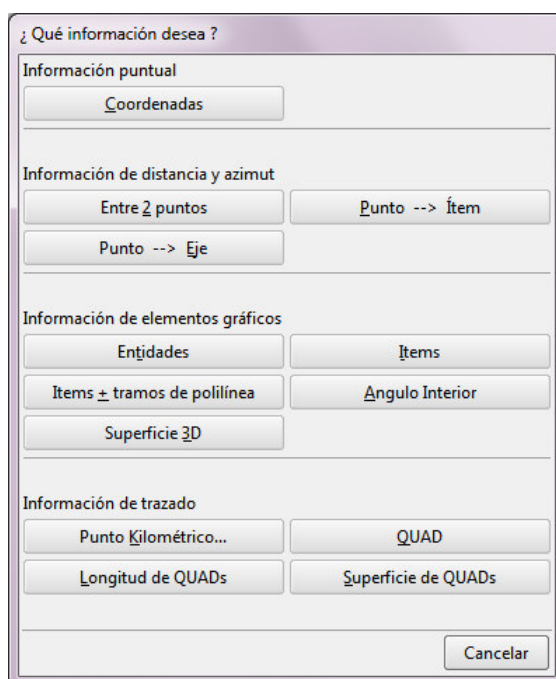 ¿ Qué información desea ?
Información puntual
Coordenadas
Información de distancia y azimut
Entre 2 puntos
Punto --> Ítem
Punto --> Eje
Información de elementos gráficos
Entidades
Items
Items + tramos de polilínea
Angulo Interior
Superficie 3D
Información de trazado
Punto Kilométrico...
QUAD
Longitud de QUADs
Superficie de QUADs
Cancelar